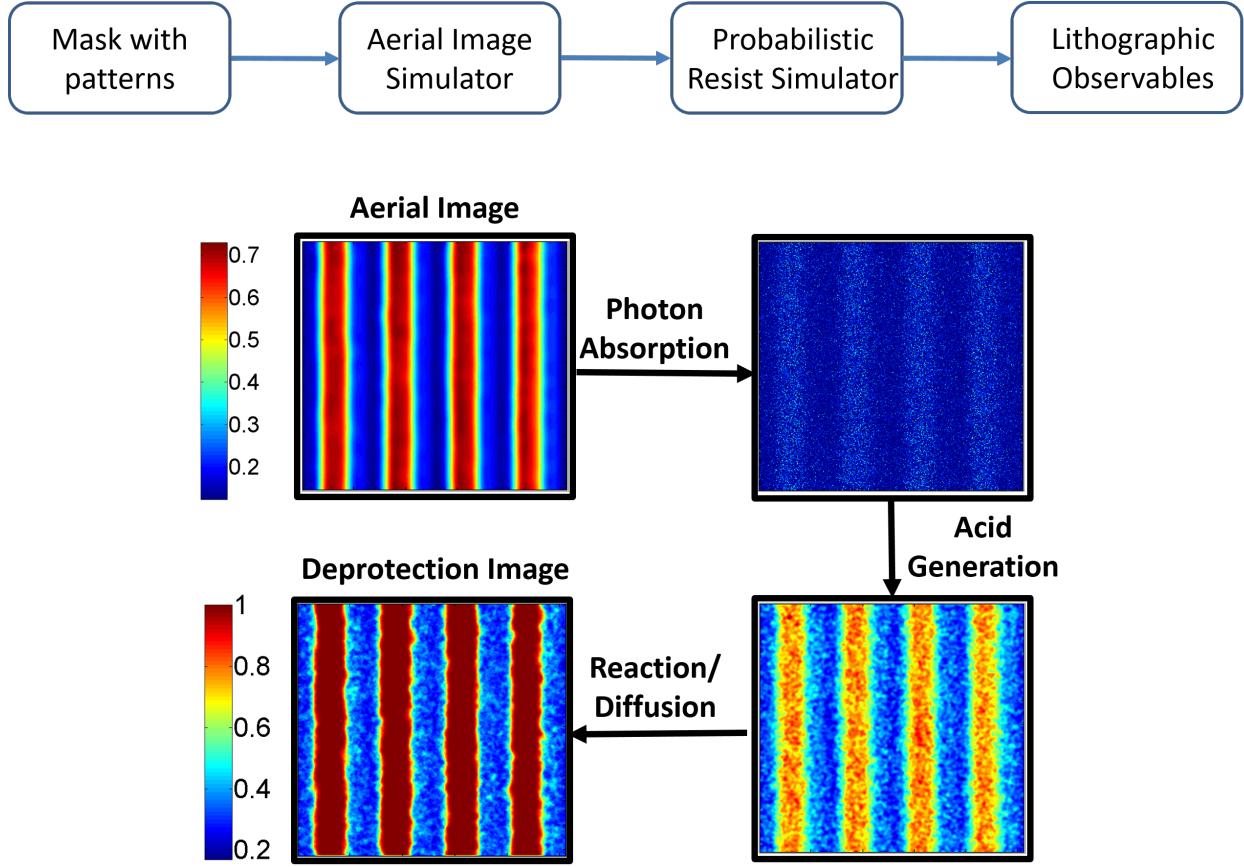 Mask with
patterns
Aerial Image
Simulator
Probabilistic
Resist Simulator
Lithographic
Observables
Aerial Image
0.7
0.6
0.5
0.4
0.3
0.2
Photon
Absorption
Acid
Generation
Deprotection Image
1
0.8
0.6
0.4
0.2
Reaction/
Diffusion